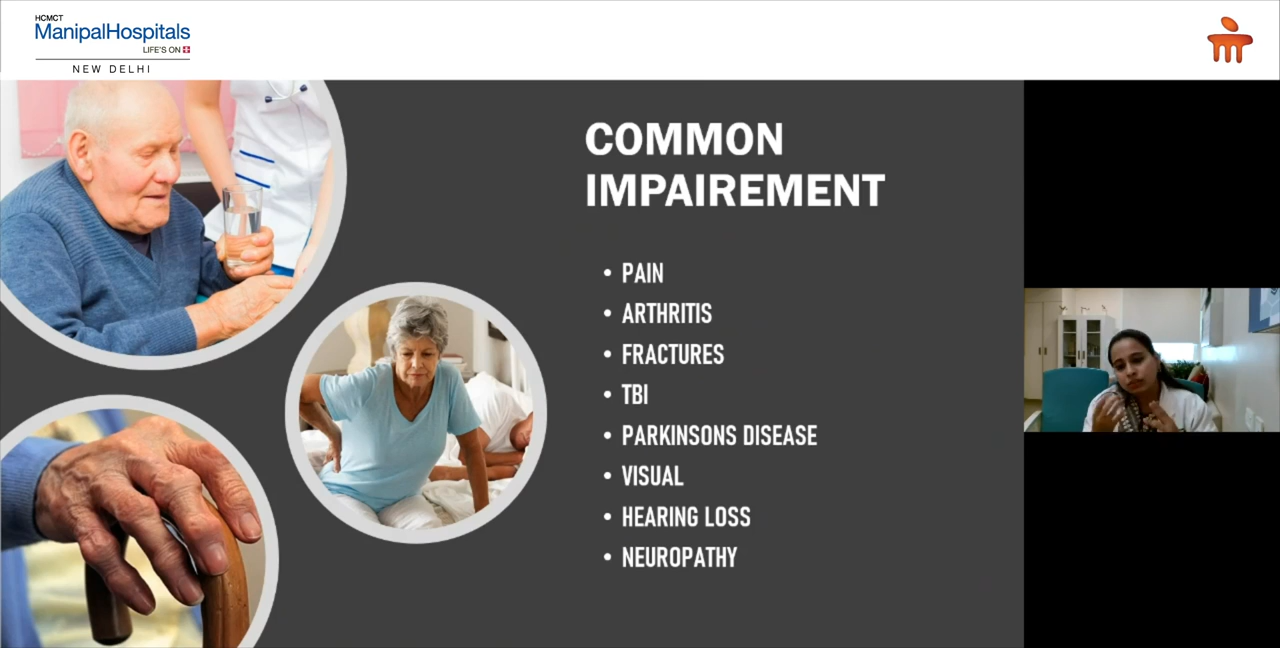 HCMCT
ManipalHospitals
LIFE'S ON
NEW DELHI
COMMON
IMPAIREMENT
• PAIN
• ARTHRITIS
• FRACTURES
• TBI
• PARKINSONS DISEASE
• VISUAL
• HEARING LOSS
• NEUROPATHY